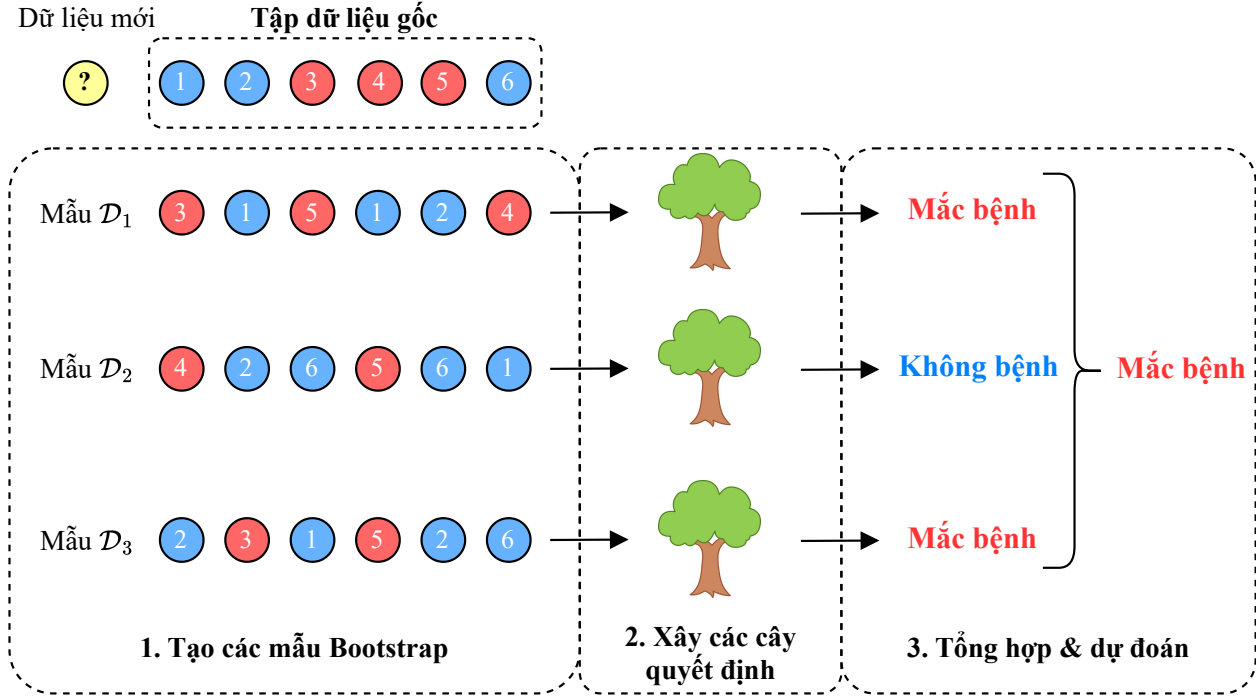 Dữ liệu mới
Tập dữ liệu gốc
? 1 2 3 4 5 6
Mẫu 𝒟₁ 3 1 5 1 2 4 Mắc bệnh
Mẫu 𝒟₂ 4 2 6 5 6 1 Không bệnh Mắc bệnh
Mẫu 𝒟₃ 2 3 1 5 2 6 Mắc bệnh
1. Tạo các mẫu Bootstrap
2. Xây các cây
quyết định
3. Tổng hợp & dự đoán